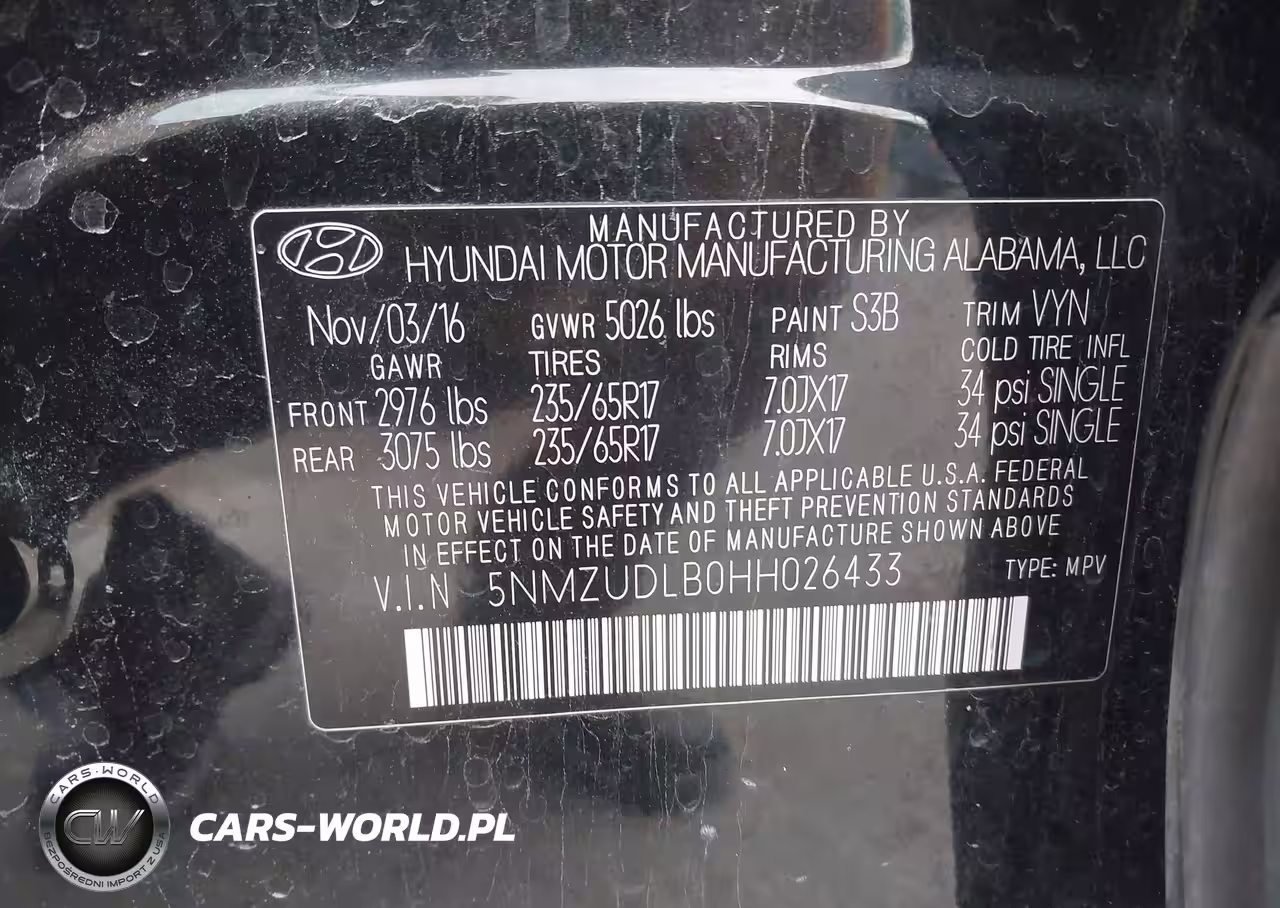 MANUFACTURED BY
HYUNDAI MOTOR MANUFACTURING ALABAMA, LLC
Nov/03/16 GVWR 5026 lbs PAINT S3B TRIM VYN
GAWR TIRES RIMS COLD TIRE INFL
FRONT 2976 lbs 235/65R17 7.0JX17 34 psi SINGLE
REAR 3075 lbs 235/65R17 7.0JX17 34 psi SINGLE
THIS VEHICLE CONFORMS TO ALL APPLICABLE U.S.A. FEDERAL
MOTOR VEHICLE SAFETY AND THEFT PREVENTION STANDARDS
IN EFFECT ON THE DATE OF MANUFACTURE SHOWN ABOVE
V.I.N 5NMZUDLB0HH026433 TYPE: MPV
CARS-WORLD
CW
BEZPOŚREDNI IMPORT Z USA
CARS-WORLD.PL